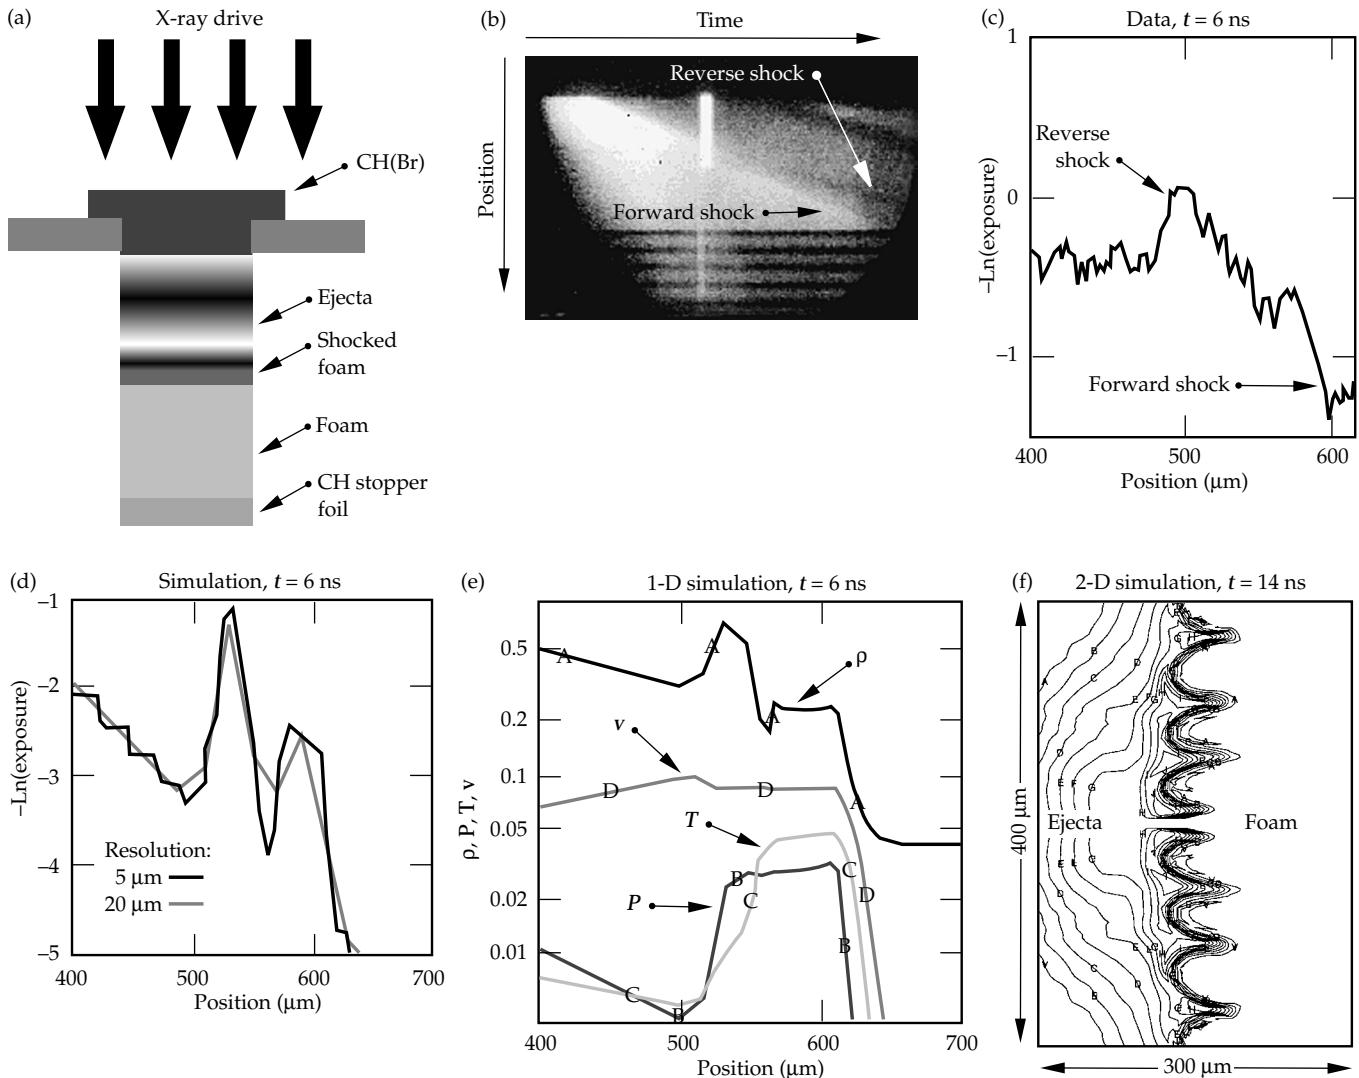 (a)
X-ray drive
CH(Br)
Ejecta
Shocked
foam
Foam
CH stopper
foil
(b)
Time
Position
Reverse shock
Forward shock
(c)
Data, t = 6 ns
1
0
–1
–Ln(exposure)
Reverse
shock
Forward shock
400
500
600
Position (µm)
(d)
Simulation, t = 6 ns
–1
–2
–3
–4
–5
–Ln(exposure)
Resolution:
5 µm
20 µm
400
500
600
700
Position (µm)
(e)
1-D simulation, t = 6 ns
0.5
0.2
0.1
0.05
0.02
0.01
ρ, P, T, v
A
A
A
A
ρ
v
D
D
D
T
P
B
B
B
C
C
C
400
500
600
700
Position (µm)
(f)
2-D simulation, t = 14 ns
400 µm
Ejecta
Foam
300 µm